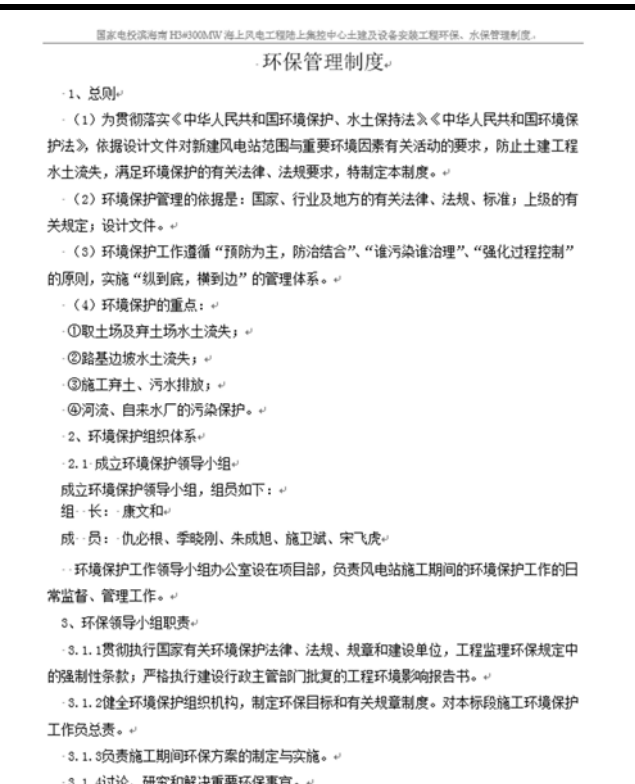 国家电投滨海南H3#300MW海上风电工程陆上集控中心土建及设备安装工程环保、水保管理制度
环保管理制度
1、总则
（1）为贯彻落实《中华人民共和国环境保护、水土保持法》《中华人民共和国环境保
护法》，依据设计文件对新建风电站范围与重要环境因素有关活动的要求，防止土建工程
水土流失，满足环境保护的有关法律、法规要求，特制定本制度。
（2）环境保护管理的依据是：国家、行业及地方的有关法律、法规、标准；上级的有
关规定；设计文件。
（3）环境保护工作遵循“预防为主，防治结合”、“谁污染谁治理”、“强化过程控制”
的原则，实施“纵到底，横到边”的管理体系。
（4）环境保护的重点：
①取土场及弃土场水土流失；
②路基边坡水土流失；
③施工弃土、污水排放；
④河流、自来水厂的污染保护。
2、环境保护组织体系
2.1 成立环境保护领导小组
成立环境保护领导小组，组员如下：
组 长： 康文和
成 员： 仇必根、季晓刚、朱成旭、施卫斌、宋飞虎
环境保护工作领导小组办公室设在项目部，负责风电站施工期间的环境保护工作的日
常监督、管理工作。
3、环保领导小组职责
3.1.1贯彻执行国家有关环境保护法律、法规、规章和建设单位，工程监理环保规定中
的强制性条款；严格执行建设行政主管部门批复的工程环境影响报告书。
3.1.2健全环境保护组织机构，制定环保目标和有关规章制度。对本标段施工环境保护
工作负总责。
3.1.3负责施工期间环保方案的制定与实施。
3.1.4讨论、研究和解决重要环保事宜。